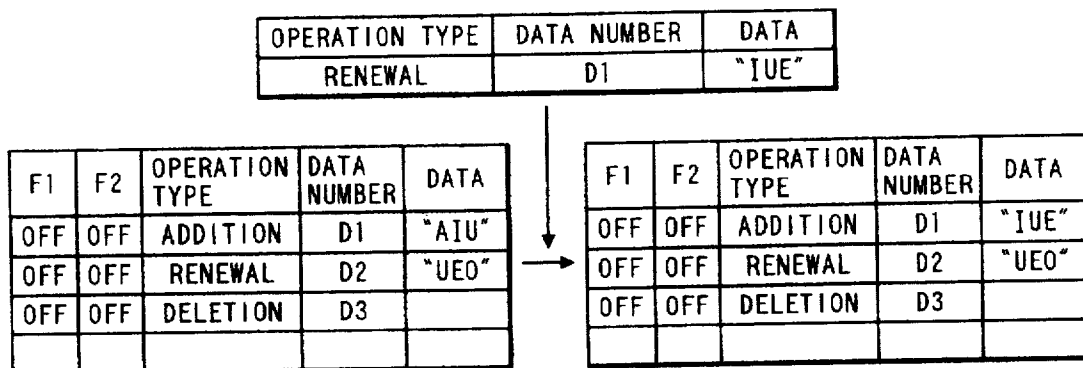 OPERATION TYPE DATA NUMBER DATA
RENEWAL D1 "IUE"
F1 F2 OPERATION TYPE DATA NUMBER DATA
OFF OFF ADDITION D1 "AIU"
OFF OFF RENEWAL D2 "UEO"
OFF OFF DELETION D3
F1 F2 OPERATION TYPE DATA NUMBER DATA
OFF OFF ADDITION D1 "IUE"
OFF OFF RENEWAL D2 "UEO"
OFF OFF DELETION D3